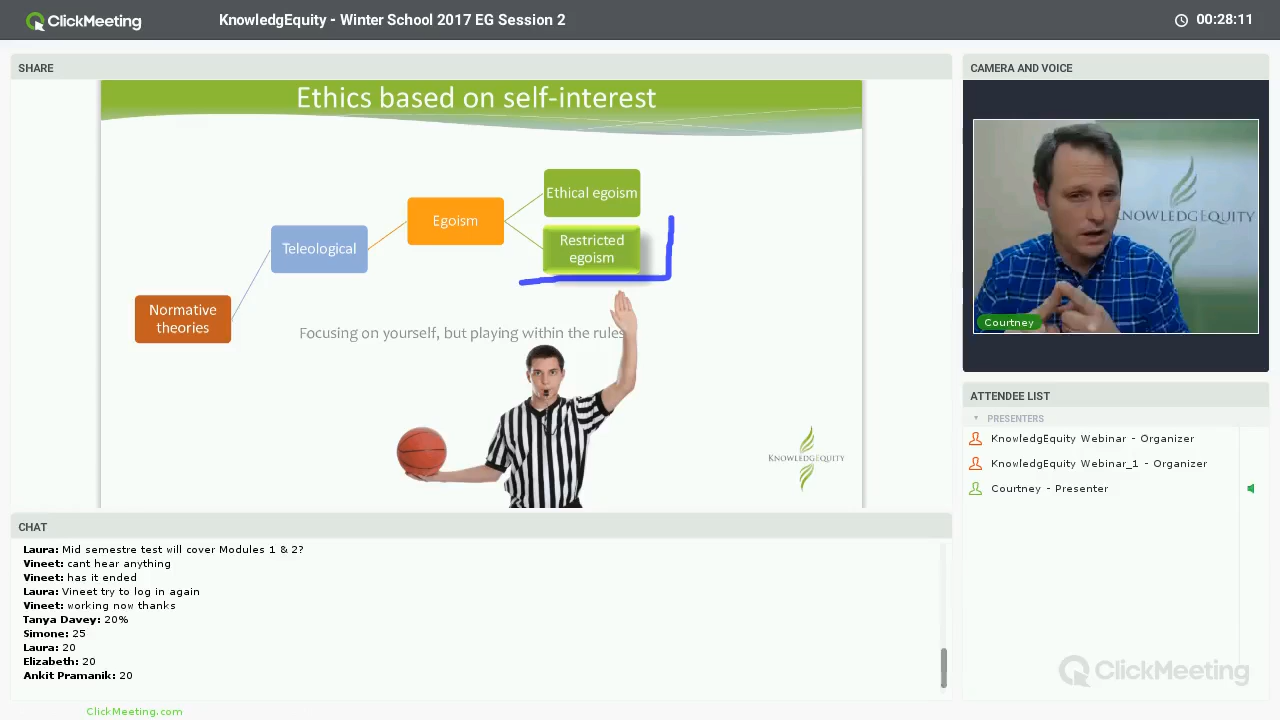 ClickMeeting
KnowledgEquity - Winter School 2017 EG Session 2
00:28:11
SHARE
Ethics based on self-interest
Ethical egoism
Egoism
Restricted
egoism
Teleological
Normative
theories
Focusing on yourself, but playing within the rules
KNOWLEDGEQUITY
CAMERA AND VOICE
KNOWLEDGEQUITY
Courtney
ATTENDEE LIST
PRESENTERS
KnowledgEquity Webinar - Organizer
KnowledgEquity Webinar_1 - Organizer
Courtney - Presenter
CHAT
Laura: Mid semestre test will cover Modules 1 & 2?
Vineet: cant hear anything
Vineet: has it ended
Laura: Vineet try to log in again
Vineet: working now thanks
Tanya Davey: 20%
Simone: 25
Laura: 20
Elizabeth: 20
Ankit Pramanik: 20
ClickMeeting
ClickMeeting.com